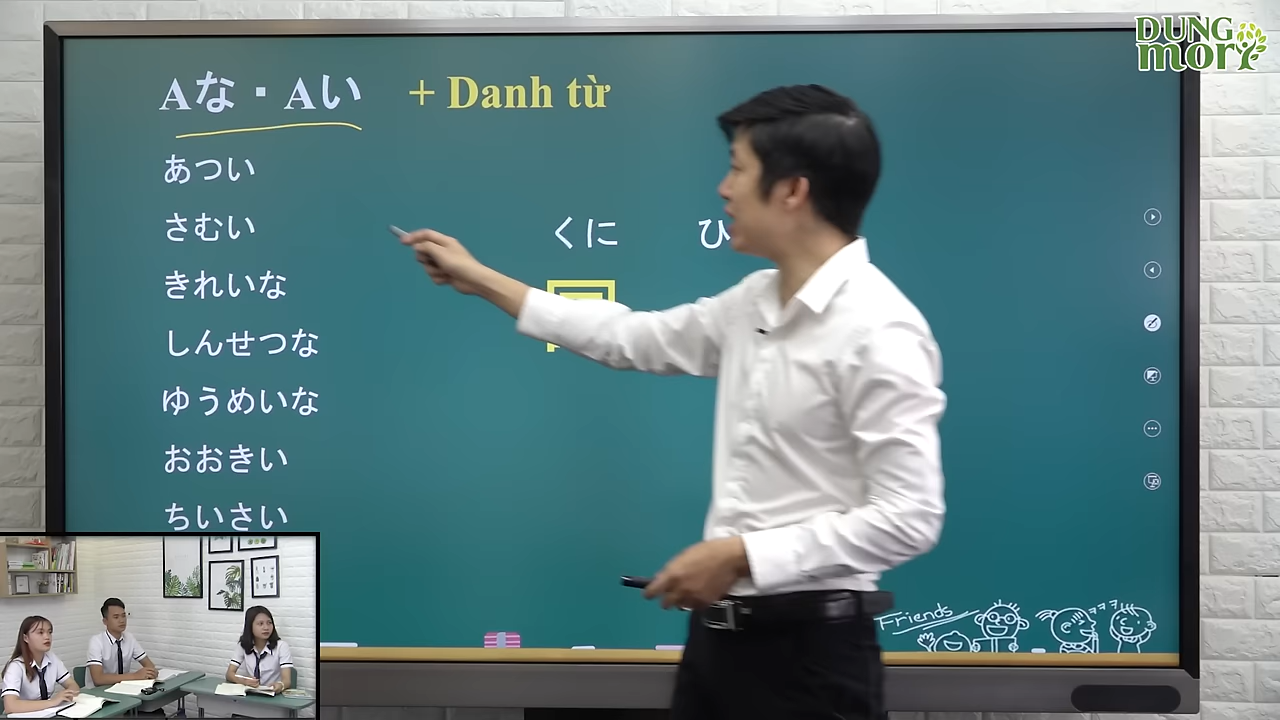 DUNG
mori
Aな・Aい + Danh từ
あつい
さむい
くに ひ
きれいな
しんせつな
ゆうめいな
おおきい
ちいさい
Friends
???